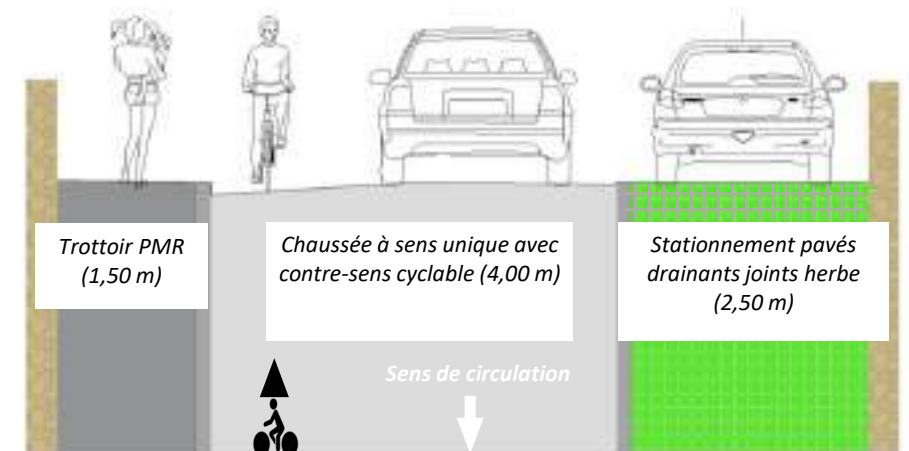 Trottoir PMR
(1,50 m)
Chaussée à sens unique avec
contre-sens cyclable (4,00 m)
Stationnement pavés
drainants joints herbe
(2,50 m)
Sens de circulation